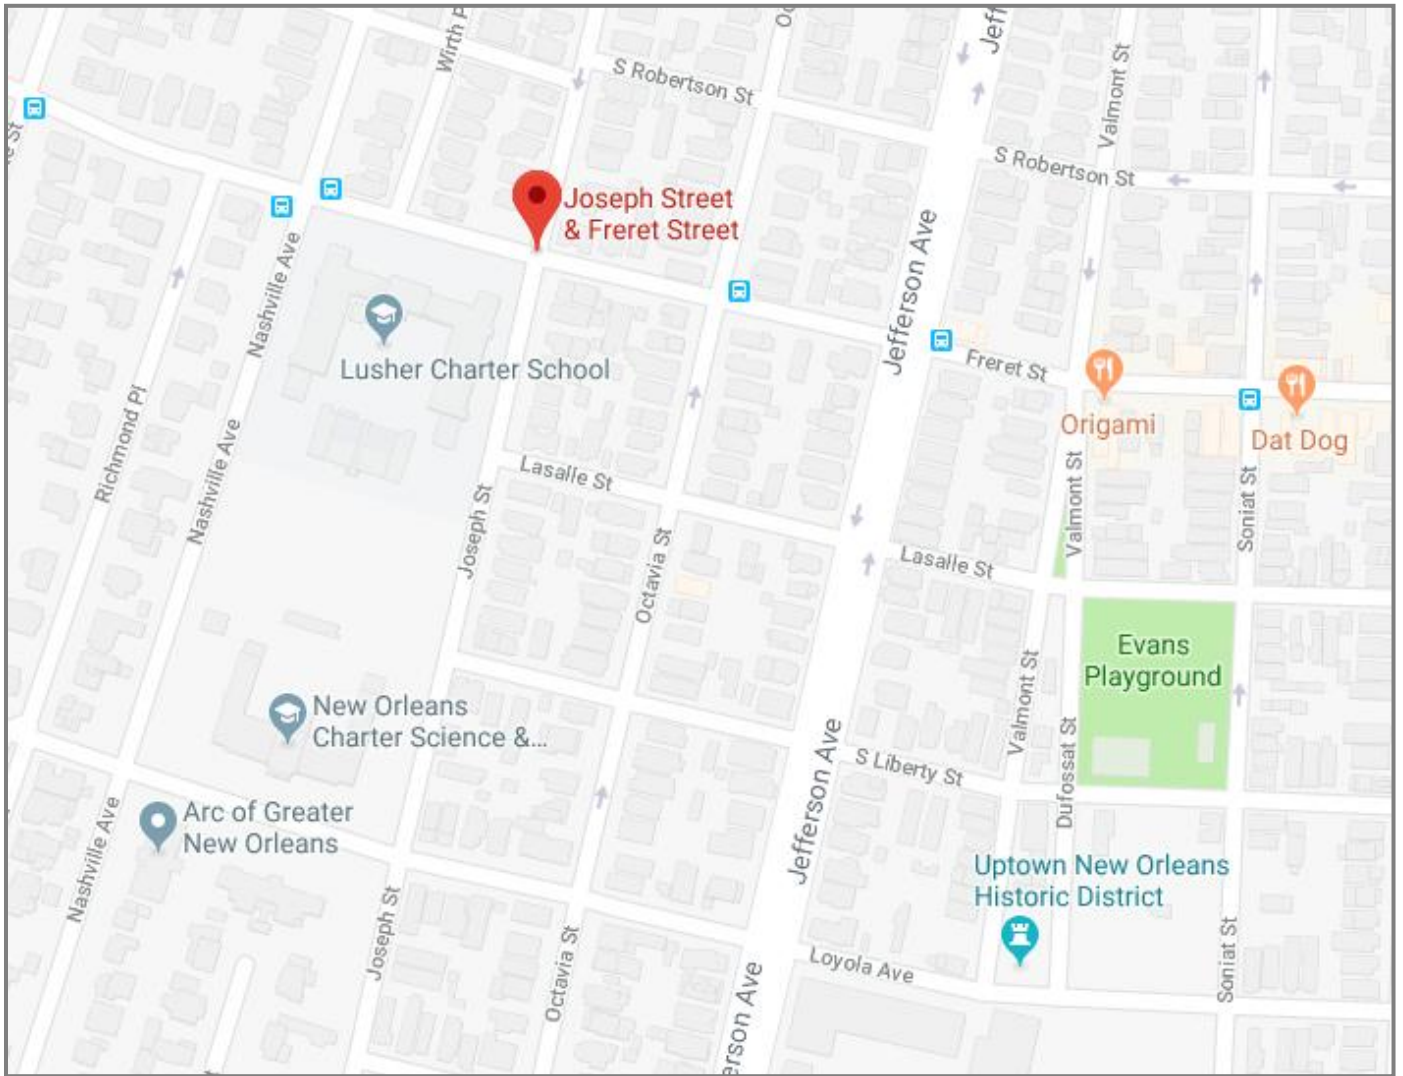 Wirth P
Oc
Jeff
S Robertson St
Valmont St
S Robertson St
e St
Joseph Street
& Freret Street
Nashville Ave
Jefferson Ave
Lusher Charter School
Freret St
Richmond Pl
Origami
Dat Dog
Nashville Ave
Lasalle St
Joseph St
Octavia St
Valmont St
Soniat St
Lasalle St
Evans
Playground
New Orleans
Charter Science &...
Valmont St
Dufossat St
S Liberty St
Jefferson Ave
Arc of Greater
New Orleans
Nashville Ave
Uptown New Orleans
Historic District
Joseph St
Octavia St
Loyola Ave
Soniat St
erson Ave